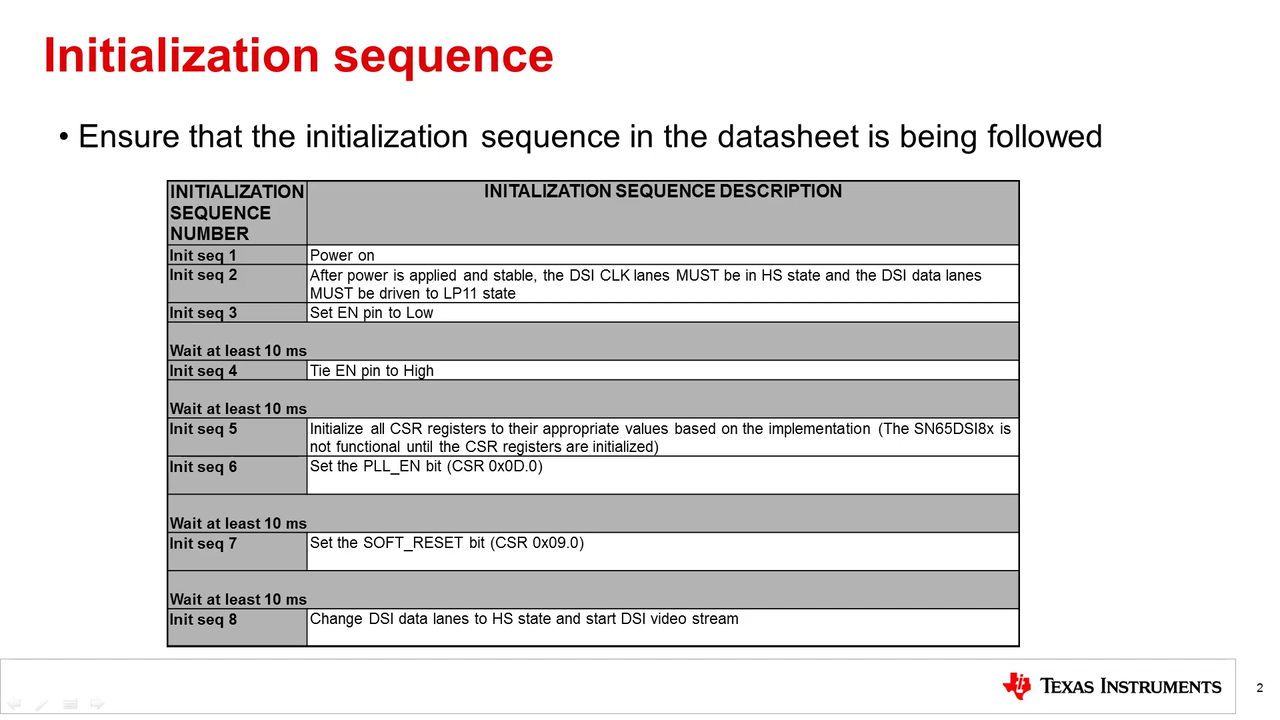 Initialization sequence
• Ensure that the initialization sequence in the datasheet is being followed
INITIALIZATION
SEQUENCE
NUMBER
INITALIZATION SEQUENCE DESCRIPTION
Init seq 1
Power on
Init seq 2
After power is applied and stable, the DSI CLK lanes MUST be in HS state and the DSI data lanes
MUST be driven to LP11 state
Init seq 3
Set EN pin to Low
Wait at least 10 ms
Init seq 4
Tie EN pin to High
Wait at least 10 ms
Init seq 5
Initialize all CSR registers to their appropriate values based on the implementation (The SN65DSI8x is
not functional until the CSR registers are initialized)
Init seq 6
Set the PLL_EN bit (CSR 0x0D.0)
Wait at least 10 ms
Init seq 7
Set the SOFT_RESET bit (CSR 0x09.0)
Wait at least 10 ms
Init seq 8
Change DSI data lanes to HS state and start DSI video stream
TEXAS INSTRUMENTS
2